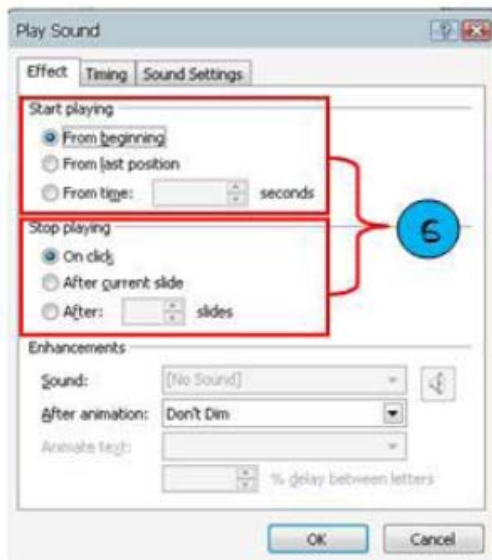 Play Sound
Effect Timing Sound Settings
Start playing
From beginning
From last position
From time: seconds
6
Stop playing
On click
After current slide
After: slides
Enhancements
Sound: [No Sound]
After animation: Don't Dim
Animate text:
% delay between letters
OK Cancel